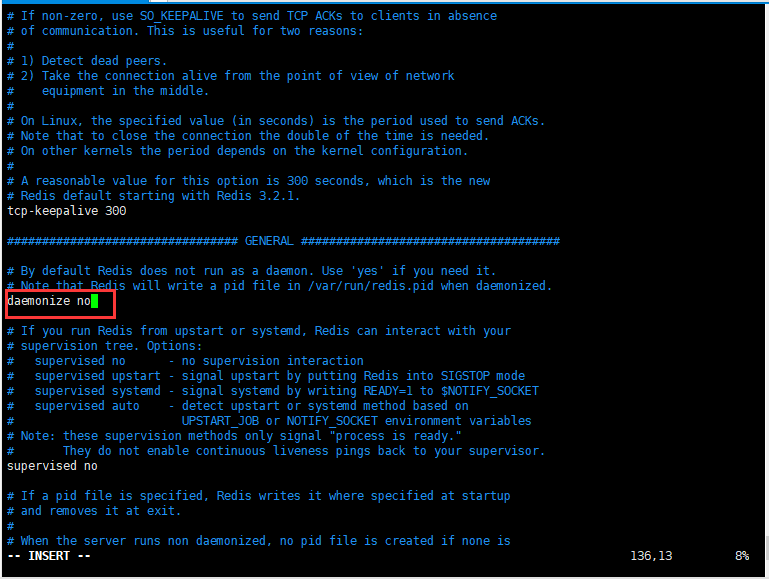 # If non-zero, use SO_KEEPALIVE to send TCP ACKs to clients in absence
# of communication. This is useful for two reasons:
#
# 1) Detect dead peers.
# 2) Take the connection alive from the point of view of network
#    equipment in the middle.
#
# On Linux, the specified value (in seconds) is the period used to send ACKs.
# Note that to close the connection the double of the time is needed.
# On other kernels the period depends on the kernel configuration.
#
# A reasonable value for this option is 300 seconds, which is the new
# Redis default starting with Redis 3.2.1.
tcp-keepalive 300
################################# GENERAL #####################################
# By default Redis does not run as a daemon. Use 'yes' if you need it.
# Note that Redis will write a pid file in /var/run/redis.pid when daemonized.
daemonize no
# If you run Redis from upstart or systemd, Redis can interact with your
# supervision tree. Options:
#   supervised no      - no supervision interaction
#   supervised upstart - signal upstart by putting Redis into SIGSTOP mode
#   supervised systemd - signal systemd by writing READY=1 to $NOTIFY_SOCKET
#   supervised auto    - detect upstart or systemd method based on
#                        UPSTART_JOB or NOTIFY_SOCKET environment variables
# Note: these supervision methods only signal "process is ready."
#       They do not enable continuous liveness pings back to your supervisor.
supervised no
# If a pid file is specified, Redis writes it where specified at startup
# and removes it at exit.
#
# When the server runs non daemonized, no pid file is created if none is
-- INSERT --                                                                             136,13         8%